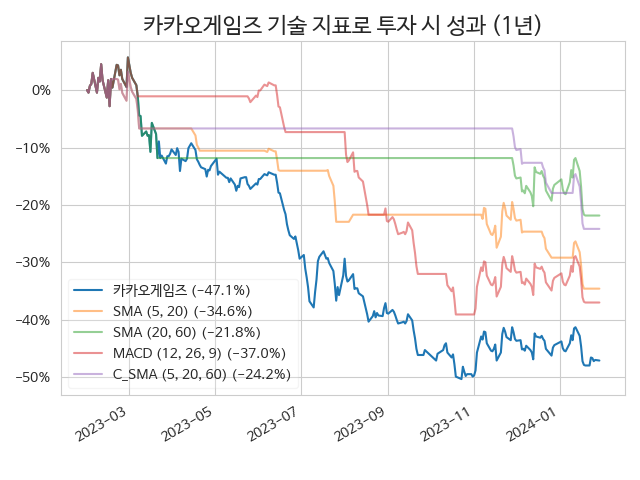 카카오게임즈 기술 지표로 투자 시 성과 (1년)
0%
−10%
−20%
−30%
−40%
−50%
카카오게임즈 (−47.1%)
SMA (5, 20) (−34.6%)
SMA (20, 60) (−21.8%)
MACD (12, 26, 9) (−37.0%)
C_SMA (5, 20, 60) (−24.2%)
2023−03
2023−05
2023−07
2023−09
2023−11
2024−01